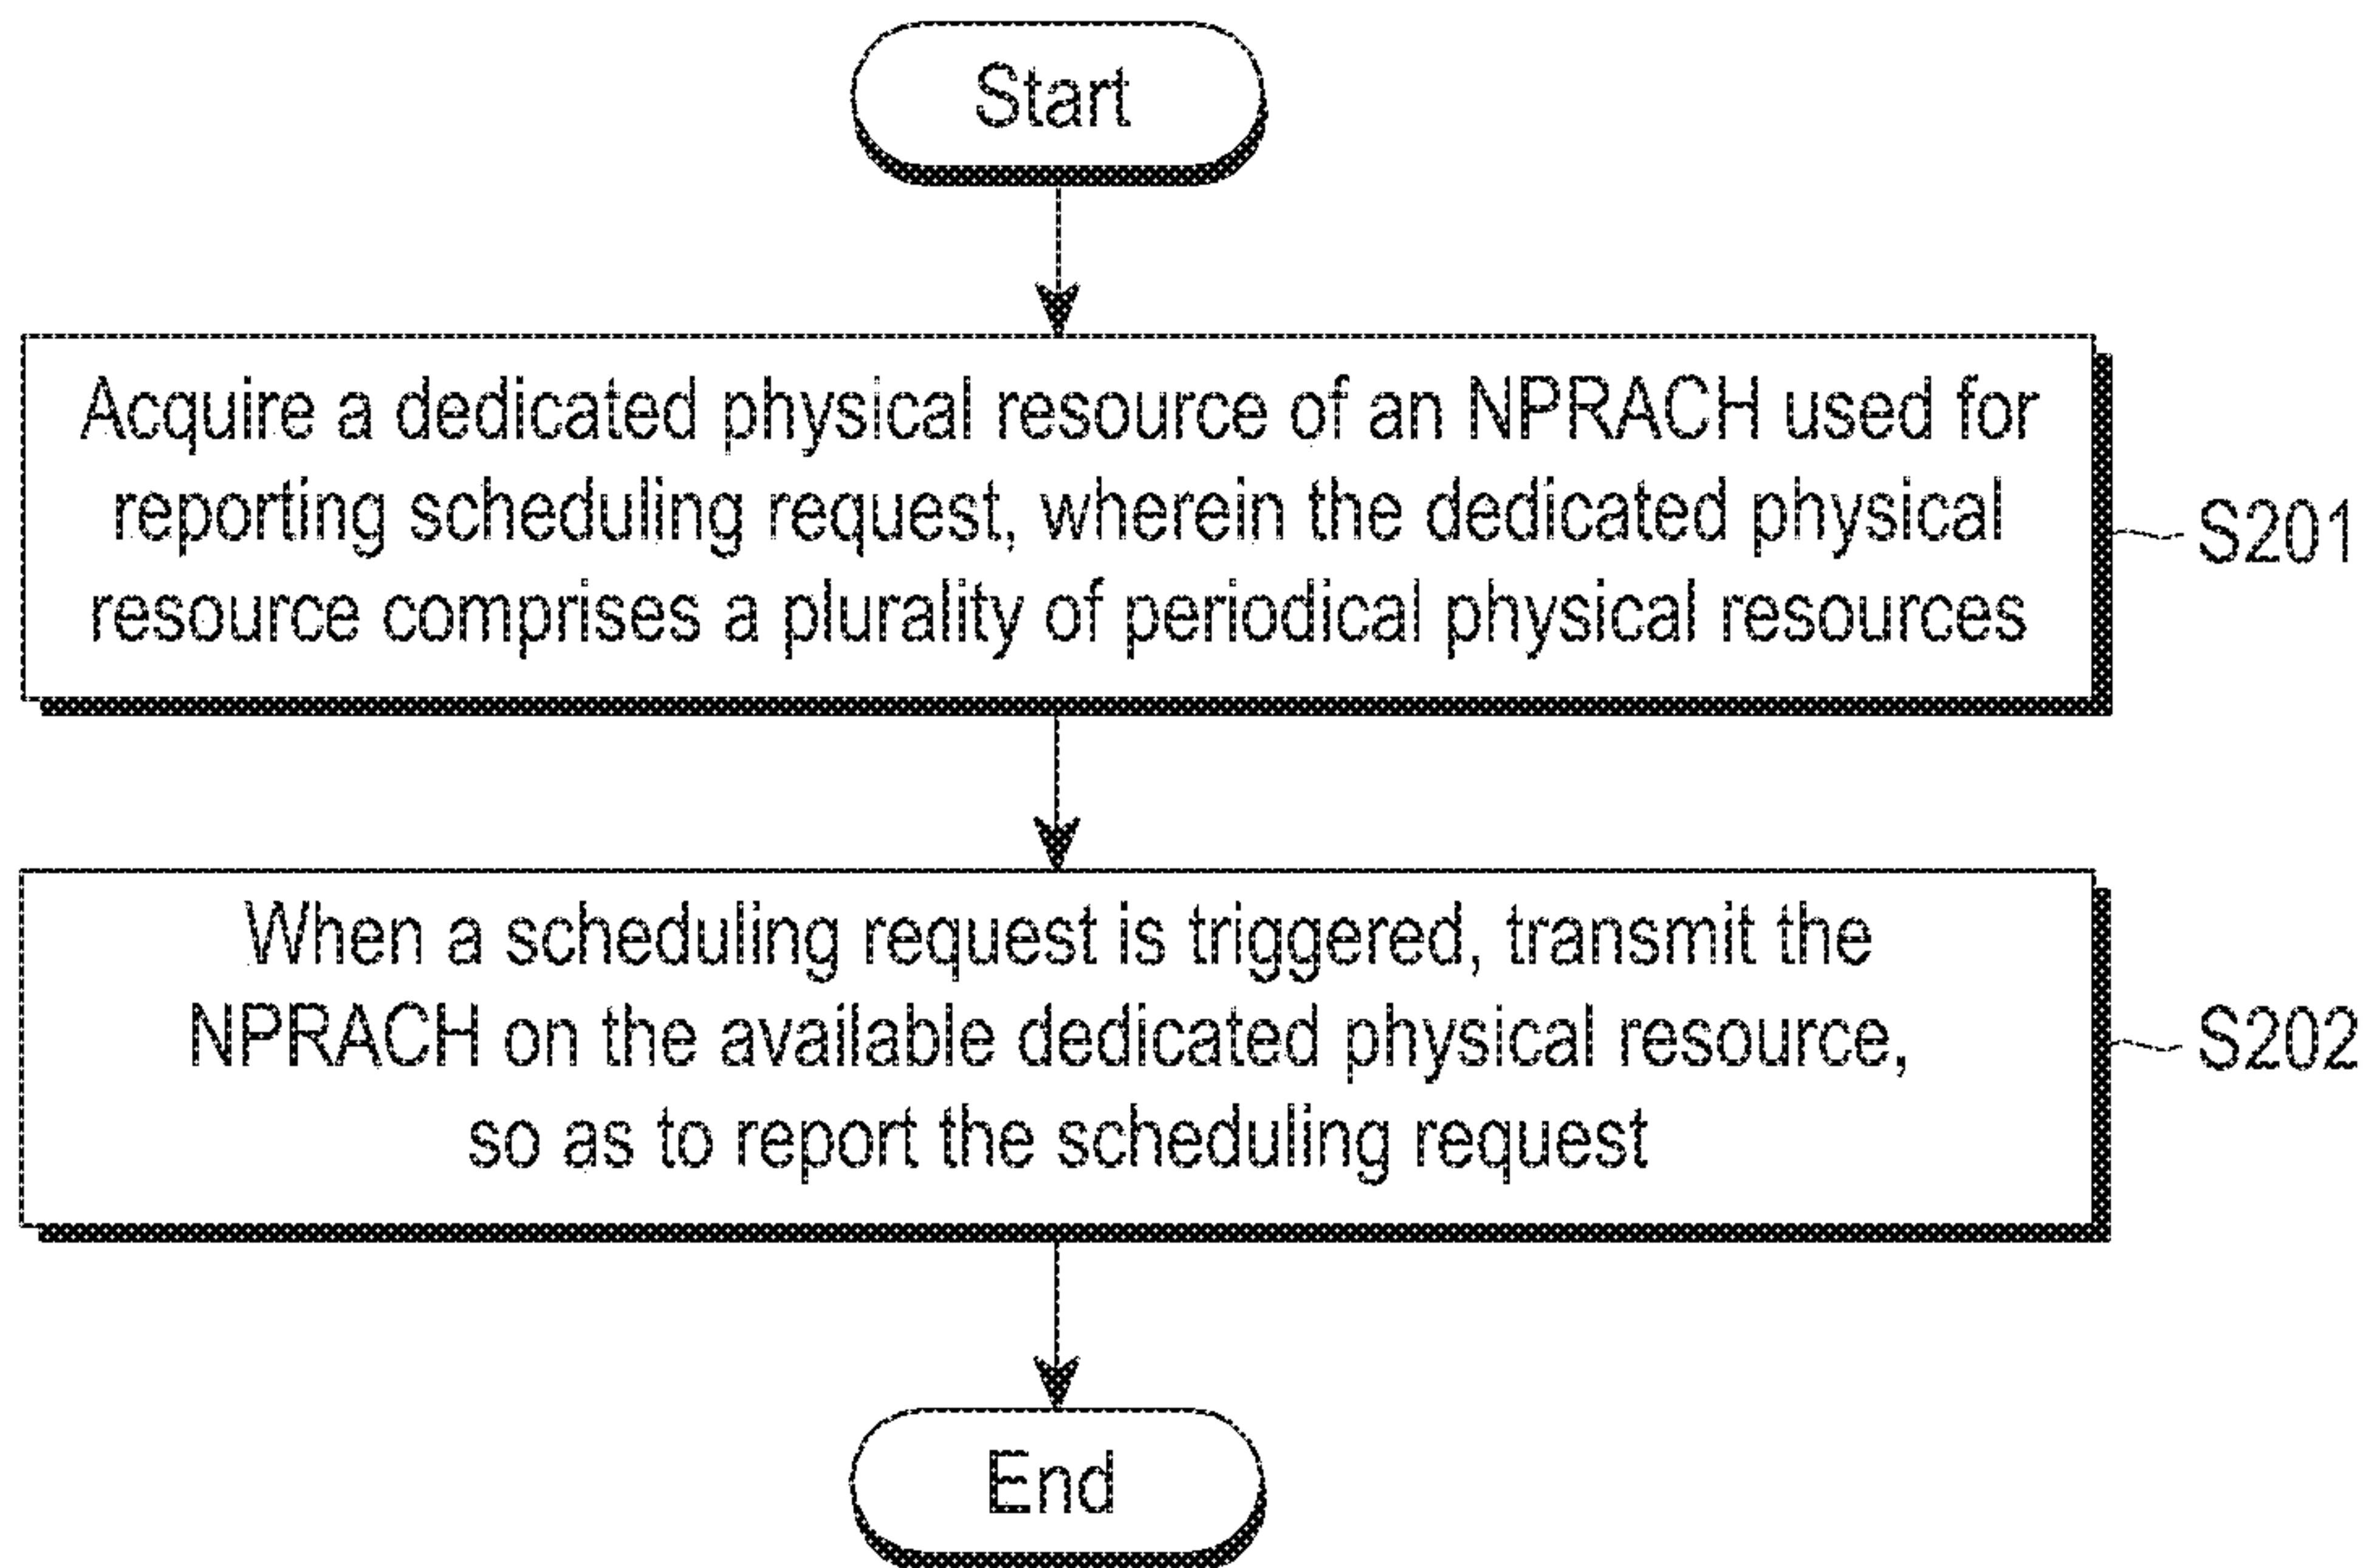 Start
Acquire a dedicated physical resource of an NPRACH used for
reporting scheduling request, wherein the dedicated physical
resource comprises a plurality of periodical physical resources
S201
When a scheduling request is triggered, transmit the
NPRACH on the available dedicated physical resource,
so as to report the scheduling request
S202
End